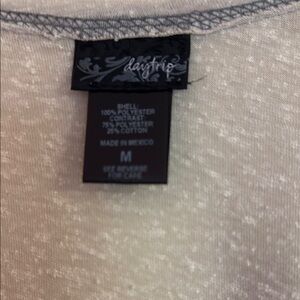 daytrip
SHELL:
100% POLYESTER
CONTRAST:
75% POLYESTER
25% COTTON
MADE IN MEXICO
M
SEE REVERSE
FOR CARE